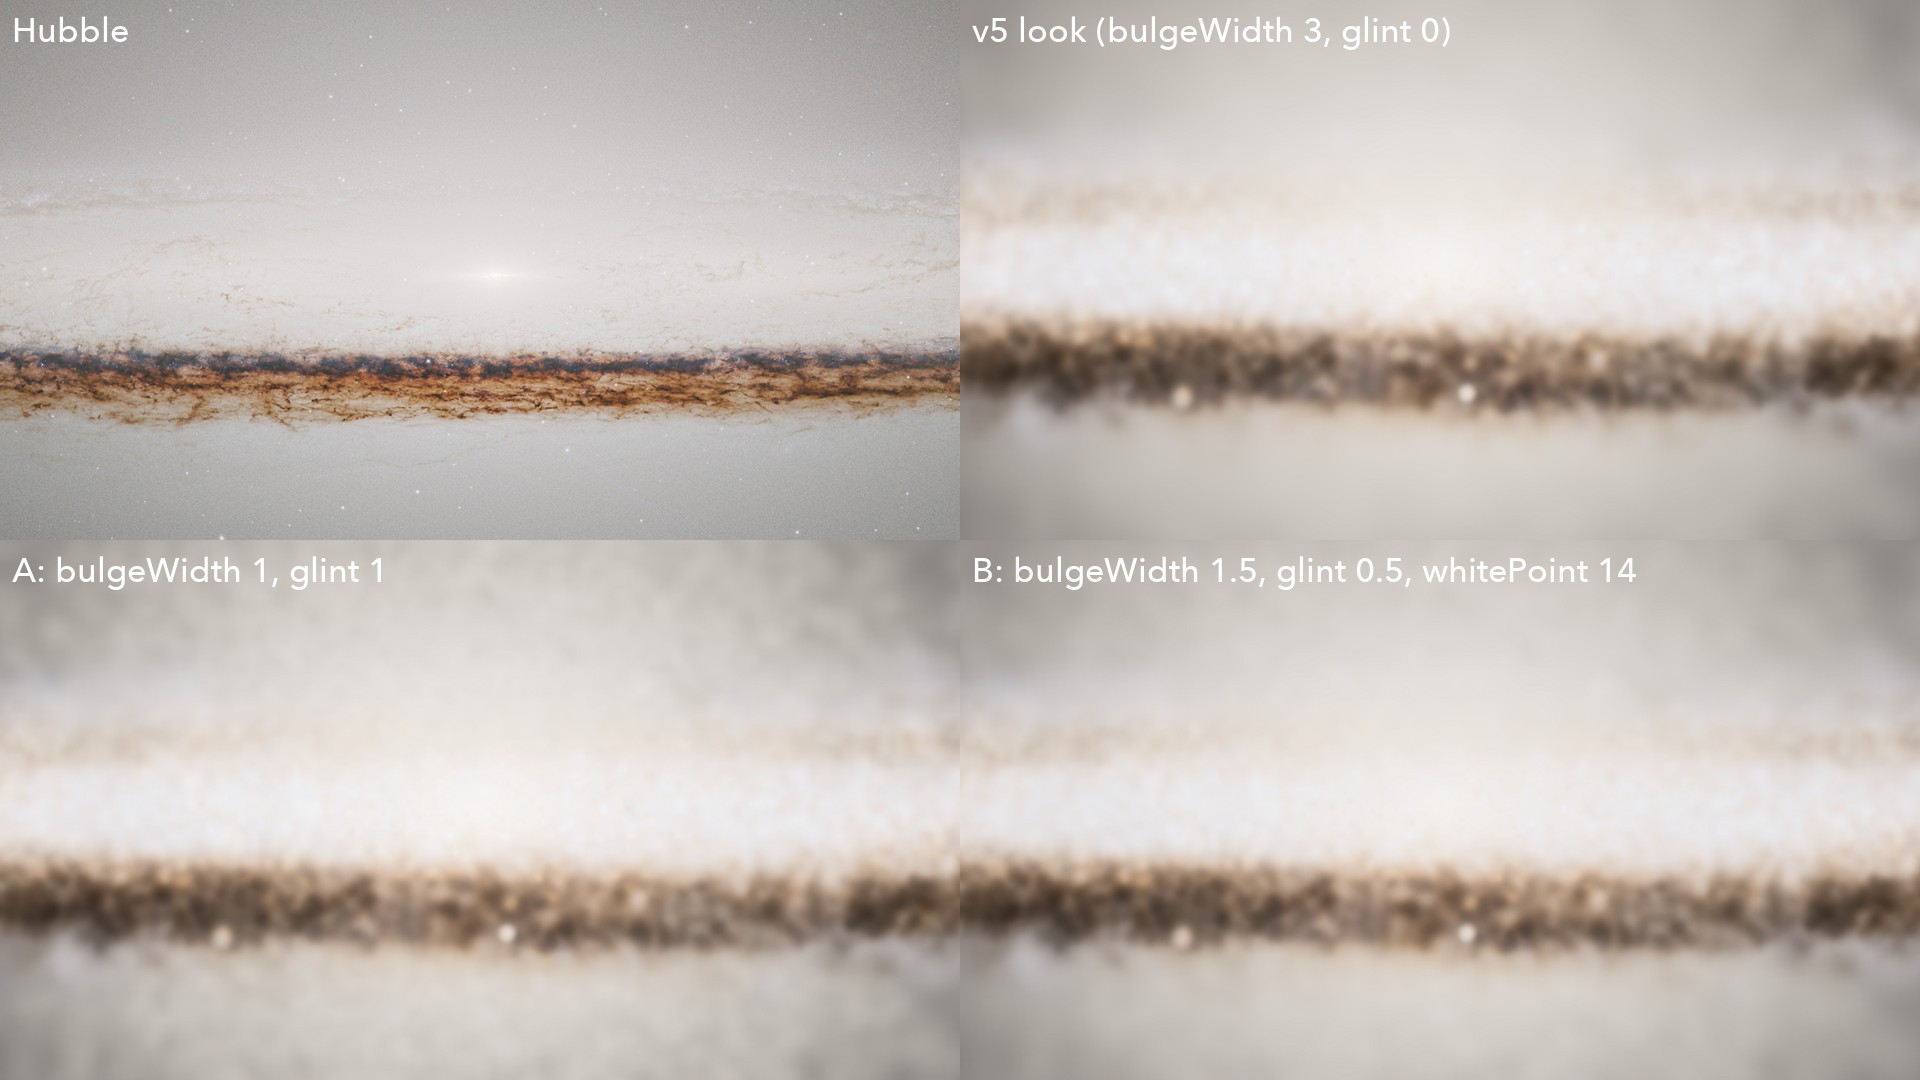 Hubble
v5 look (bulgeWidth 3, glint 0)
A: bulgeWidth 1, glint 1
B: bulgeWidth 1.5, glint 0.5, whitePoint 14